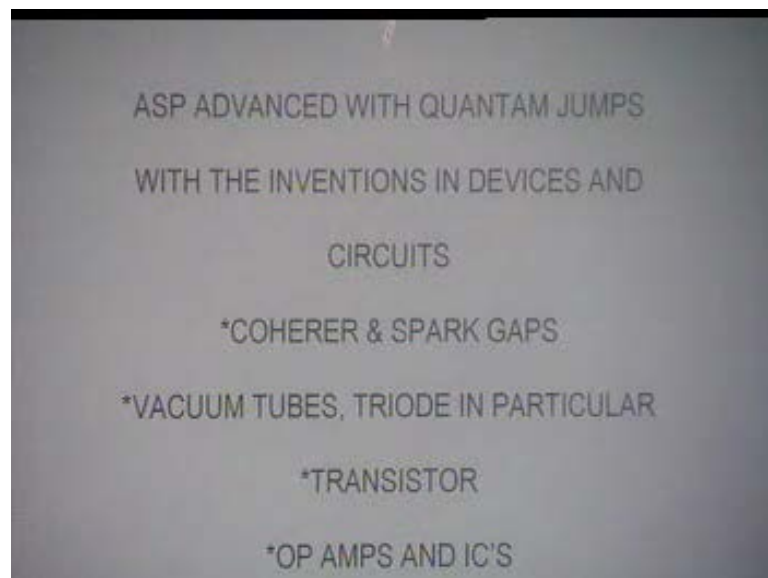 ASP ADVANCED WITH QUANTAM JUMPS
WITH THE INVENTIONS IN DEVICES AND
CIRCUITS
*COHERER & SPARK GAPS
*VACUUM TUBES, TRIODE IN PARTICULAR
*TRANSISTOR
*OP AMPS AND IC'S